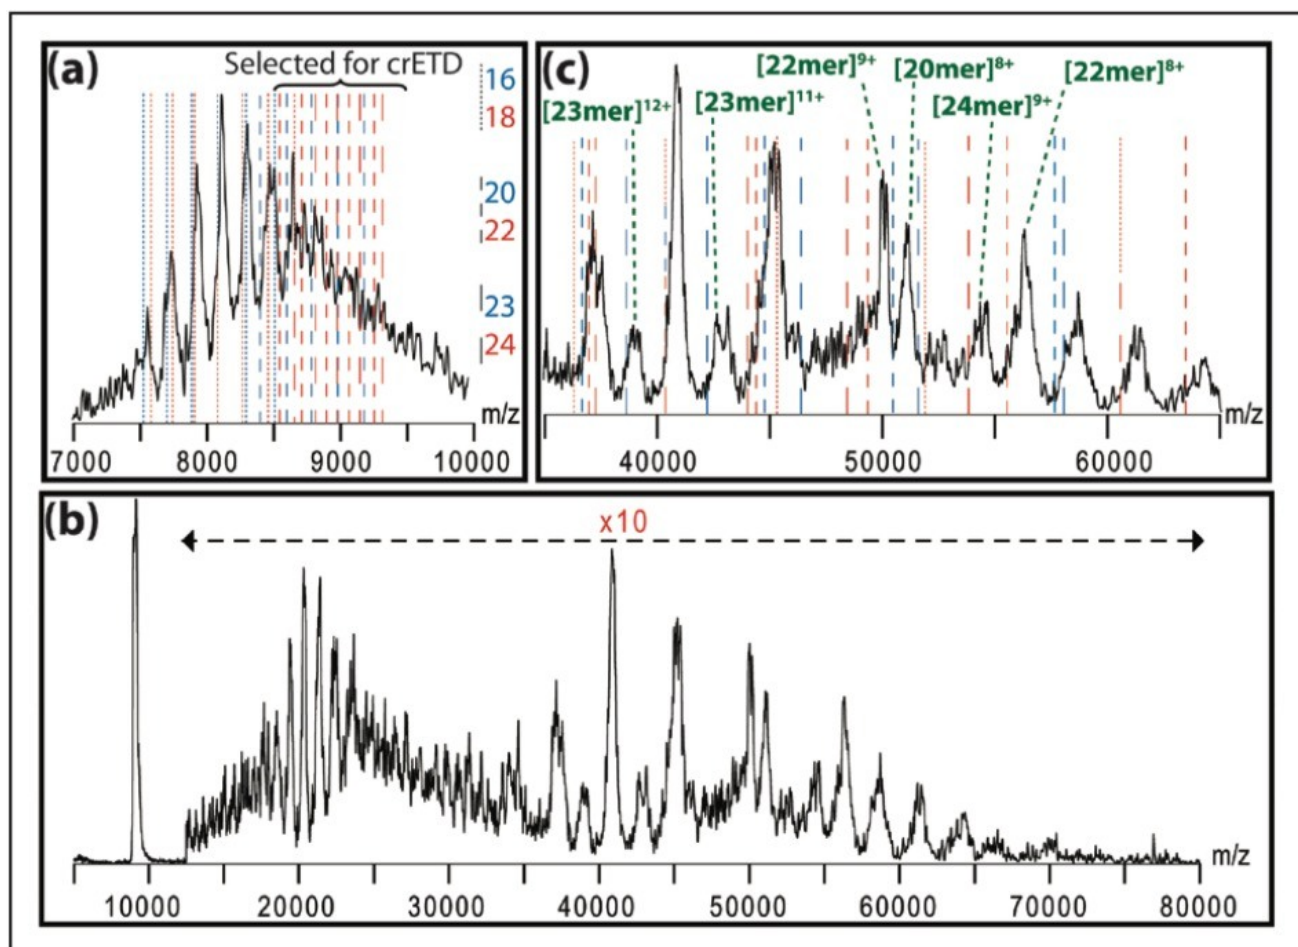 (a)
Selected for crETD
16
18
20
22
23
24
m/z
7000 8000 9000 10000
(c)
[22mer]⁹⁺ [20mer]⁸⁺ [22mer]⁸⁺
[23mer]¹²⁺ [23mer]¹¹⁺ [24mer]⁹⁺
m/z
40000 50000 60000
(b)
x10
m/z
10000 20000 30000 40000 50000 60000 70000 80000